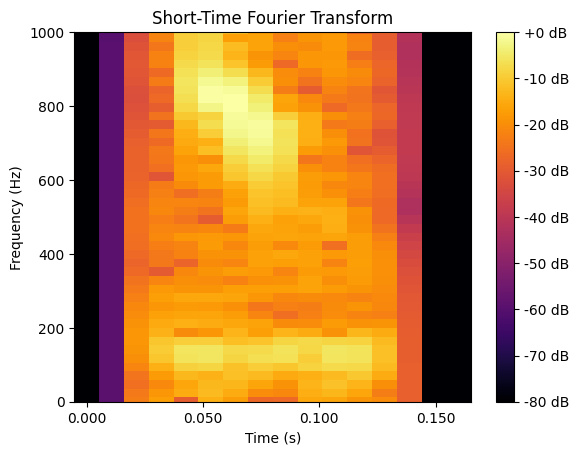 Short-Time Fourier Transform
1000
800
600
400
200
0
Frequency (Hz)
0.000
0.050
0.100
0.150
Time (s)
+0 dB
-10 dB
-20 dB
-30 dB
-40 dB
-50 dB
-60 dB
-70 dB
-80 dB